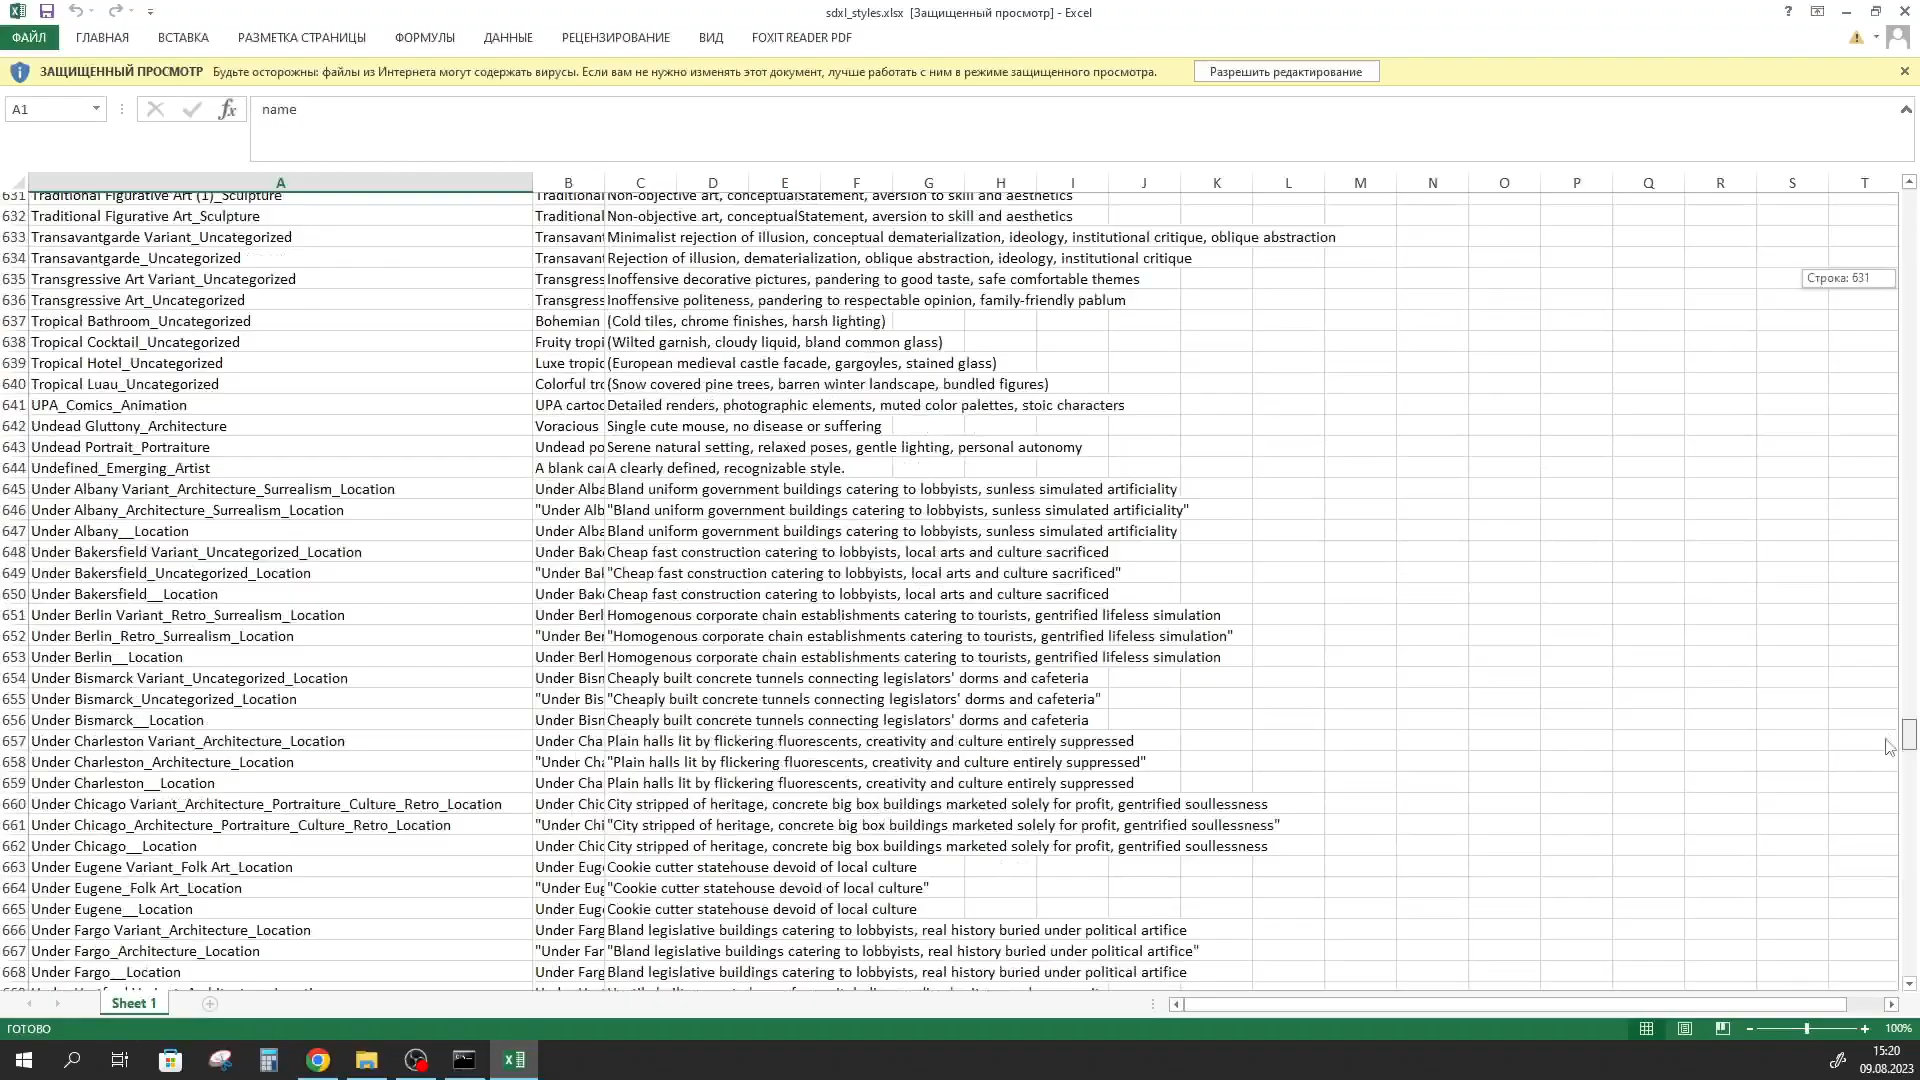 sdxl_styles.xlsx [Защищенный просмотр] - Excel
ФАЙЛ ГЛАВНАЯ ВСТАВКА РАЗМЕТКА СТРАНИЦЫ ФОРМУЛЫ ДАННЫЕ РЕЦЕНЗИРОВАНИЕ ВИД FOXIT READER PDF
ЗАЩИЩЕННЫЙ ПРОСМОТР Будьте осторожны: файлы из Интернета могут содержать вирусы. Если вам не нужно изменять этот документ, лучше работать с ним в режиме защищенного просмотра. Разрешить редактирование
A1 fx name
A B C D E F G H I J K L M N O P Q R S T
631 Traditional Figurative Art (1)_Sculpture Traditional Non-objective art, conceptualStatement, aversion to skill and aesthetics
632 Traditional Figurative Art_Sculpture Traditional Non-objective art, conceptualStatement, aversion to skill and aesthetics
633 Transavantgarde Variant_Uncategorized Transavant Minimalist rejection of illusion, conceptual dematerialization, ideology, institutional critique, oblique abstraction
634 Transavantgarde_Uncategorized Transavant Rejection of illusion, dematerialization, oblique abstraction, ideology, institutional critique
635 Transgressive Art Variant_Uncategorized Transgress Inoffensive decorative pictures, pandering to good taste, safe comfortable themes
Строка: 631
636 Transgressive Art_Uncategorized Transgress Inoffensive politeness, pandering to respectable opinion, family-friendly pablum
637 Tropical Bathroom_Uncategorized Bohemian (Cold tiles, chrome finishes, harsh lighting)
638 Tropical Cocktail_Uncategorized Fruity tropi (Wilted garnish, cloudy liquid, bland common glass)
639 Tropical Hotel_Uncategorized Luxe tropic (European medieval castle facade, gargoyles, stained glass)
640 Tropical Luau_Uncategorized Colorful tro (Snow covered pine trees, barren winter landscape, bundled figures)
641 UPA_Comics_Animation UPA cartoo Detailed renders, photographic elements, muted color palettes, stoic characters
642 Undead Gluttony_Architecture Voracious Single cute mouse, no disease or suffering
643 Undead Portrait_Portraiture Undead po Serene natural setting, relaxed poses, gentle lighting, personal autonomy
644 Undefined_Emerging_Artist A blank can A clearly defined, recognizable style.
645 Under Albany Variant_Architecture_Surrealism_Location Under Alba Bland uniform government buildings catering to lobbyists, sunless simulated artificiality
646 Under Albany_Architecture_Surrealism_Location "Under Alb "Bland uniform government buildings catering to lobbyists, sunless simulated artificiality"
647 Under Albany__Location Under Alba Bland uniform government buildings catering to lobbyists, sunless simulated artificiality
648 Under Bakersfield Variant_Uncategorized_Location Under Bake Cheap fast construction catering to lobbyists, local arts and culture sacrificed
649 Under Bakersfield_Uncategorized_Location "Under Bal "Cheap fast construction catering to lobbyists, local arts and culture sacrificed"
650 Under Bakersfield__Location Under Bake Cheap fast construction catering to lobbyists, local arts and culture sacrificed
651 Under Berlin Variant_Retro_Surrealism_Location Under Berl Homogenous corporate chain establishments catering to tourists, gentrified lifeless simulation
652 Under Berlin_Retro_Surrealism_Location "Under Ber "Homogenous corporate chain establishments catering to tourists, gentrified lifeless simulation"
653 Under Berlin__Location Under Berl Homogenous corporate chain establishments catering to tourists, gentrified lifeless simulation
654 Under Bismarck Variant_Uncategorized_Location Under Bism Cheaply built concrete tunnels connecting legislators' dorms and cafeteria
655 Under Bismarck_Uncategorized_Location "Under Bis "Cheaply built concrete tunnels connecting legislators' dorms and cafeteria"
656 Under Bismarck__Location Under Bism Cheaply built concrete tunnels connecting legislators' dorms and cafeteria
657 Under Charleston Variant_Architecture_Location Under Cha Plain halls lit by flickering fluorescents, creativity and culture entirely suppressed
658 Under Charleston_Architecture_Location "Under Cha "Plain halls lit by flickering fluorescents, creativity and culture entirely suppressed"
659 Under Charleston__Location Under Cha Plain halls lit by flickering fluorescents, creativity and culture entirely suppressed
660 Under Chicago Variant_Architecture_Portraiture_Culture_Retro_Location Under Chic City stripped of heritage, concrete big box buildings marketed solely for profit, gentrified soullessness
661 Under Chicago_Architecture_Portraiture_Culture_Retro_Location "Under Chi "City stripped of heritage, concrete big box buildings marketed solely for profit, gentrified soullessness"
662 Under Chicago__Location Under Chic City stripped of heritage, concrete big box buildings marketed solely for profit, gentrified soullessness
663 Under Eugene Variant_Folk Art_Location Under Euge Cookie cutter statehouse devoid of local culture
664 Under Eugene_Folk Art_Location "Under Eug "Cookie cutter statehouse devoid of local culture"
665 Under Eugene__Location Under Euge Cookie cutter statehouse devoid of local culture
666 Under Fargo Variant_Architecture_Location Under Farg Bland legislative buildings catering to lobbyists, real history buried under political artifice
667 Under Fargo_Architecture_Location "Under Far "Bland legislative buildings catering to lobbyists, real history buried under political artifice"
668 Under Fargo__Location Under Farg Bland legislative buildings catering to lobbyists, real history buried under political artifice
Sheet 1
ГОТОВО 100%
15:20
09.08.2023